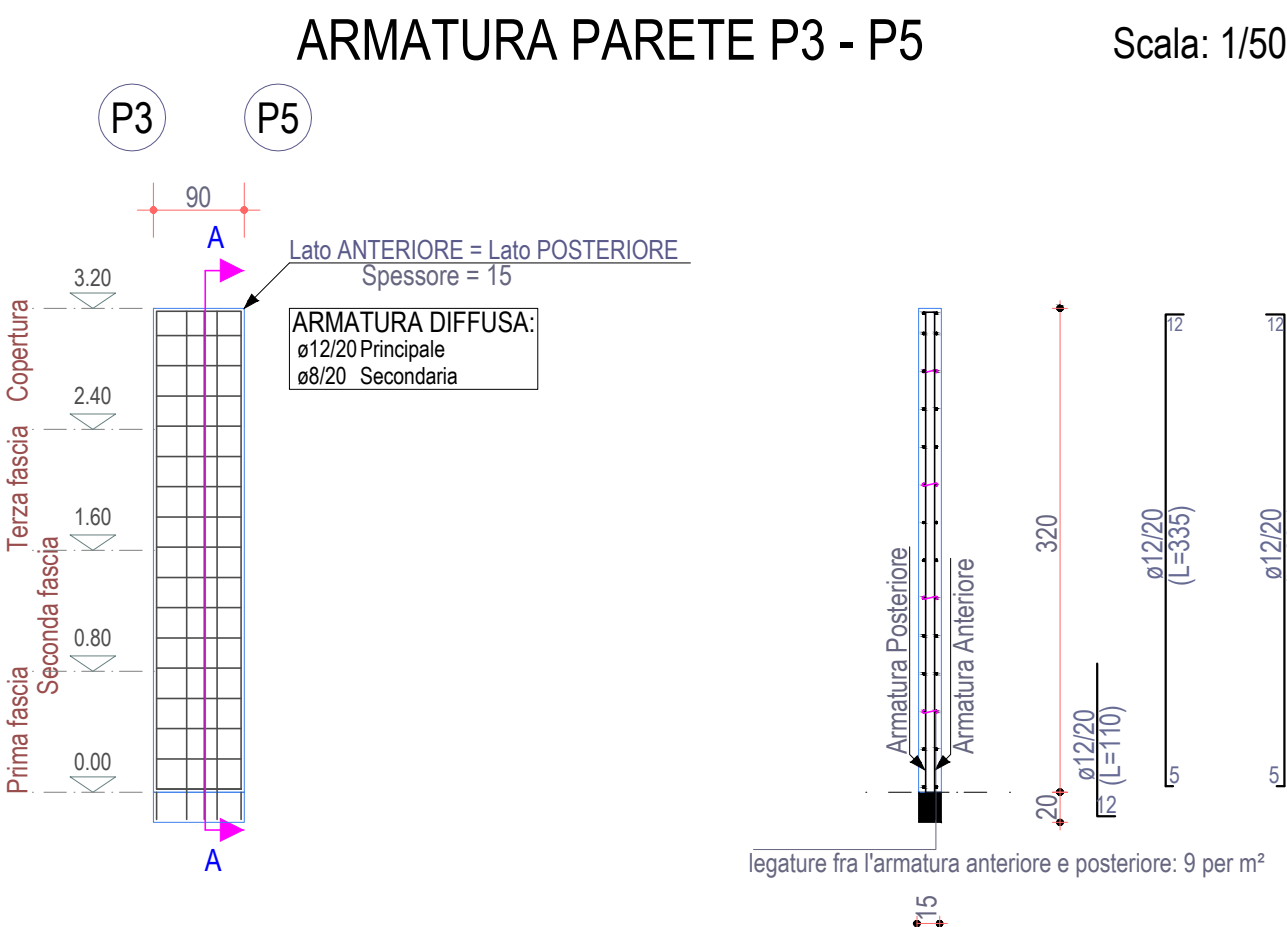 ARMATURA PARETE P3 - P5
Scala: 1/50
P3
P5
90
A
Lato ANTERIORE = Lato POSTERIORE
Spessore = 15
ARMATURA DIFFUSA:
ø12/20 Principale
ø8/20 Secondaria
3.20
2.40
1.60
0.80
0.00
Copertura
Terza fascia
Seconda fascia
Prima fascia
A
Armatura Posteriore
Armatura Anteriore
320
20
ø12/20
(L=110)
12
12
ø12/20
(L=335)
5
12
ø12/20
5
legature fra l'armatura anteriore e posteriore: 9 per m²
15